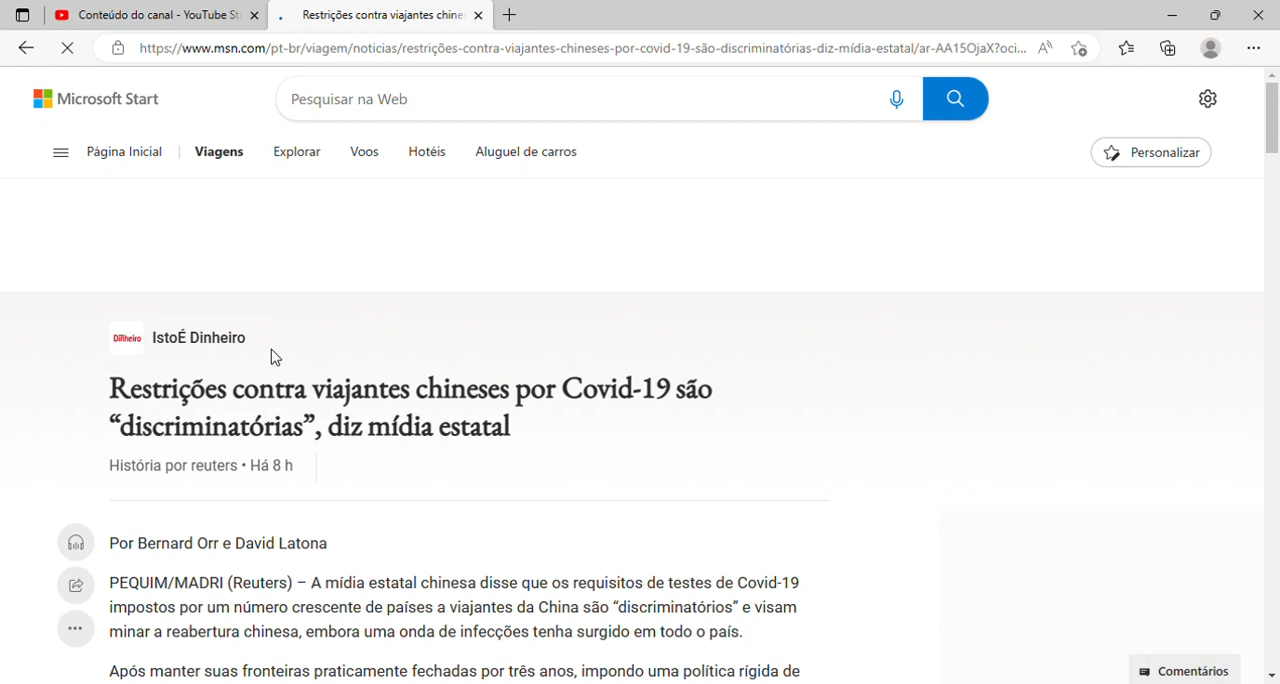 Conteúdo do canal - YouTube St
Restrições contra viajantes chine
https://www.msn.com/pt-br/viagem/noticias/restrições-contra-viajantes-chineses-por-covid-19-são-discriminatórias-diz-mídia-estatal/ar-AA15OjaX?oci...
Microsoft Start
Pesquisar na Web
Página Inicial | Viagens Explorar Voos Hotéis Aluguel de carros
Personalizar
Dinheiro IstoÉ Dinheiro
Restrições contra viajantes chineses por Covid-19 são
“discriminatórias”, diz mídia estatal
História por reuters • Há 8 h
Por Bernard Orr e David Latona
PEQUIM/MADRI (Reuters) – A mídia estatal chinesa disse que os requisitos de testes de Covid-19
impostos por um número crescente de países a viajantes da China são “discriminatórios” e visam
minar a reabertura chinesa, embora uma onda de infecções tenha surgido em todo o país.
Após manter suas fronteiras praticamente fechadas por três anos, impondo uma política rígida de
Comentários